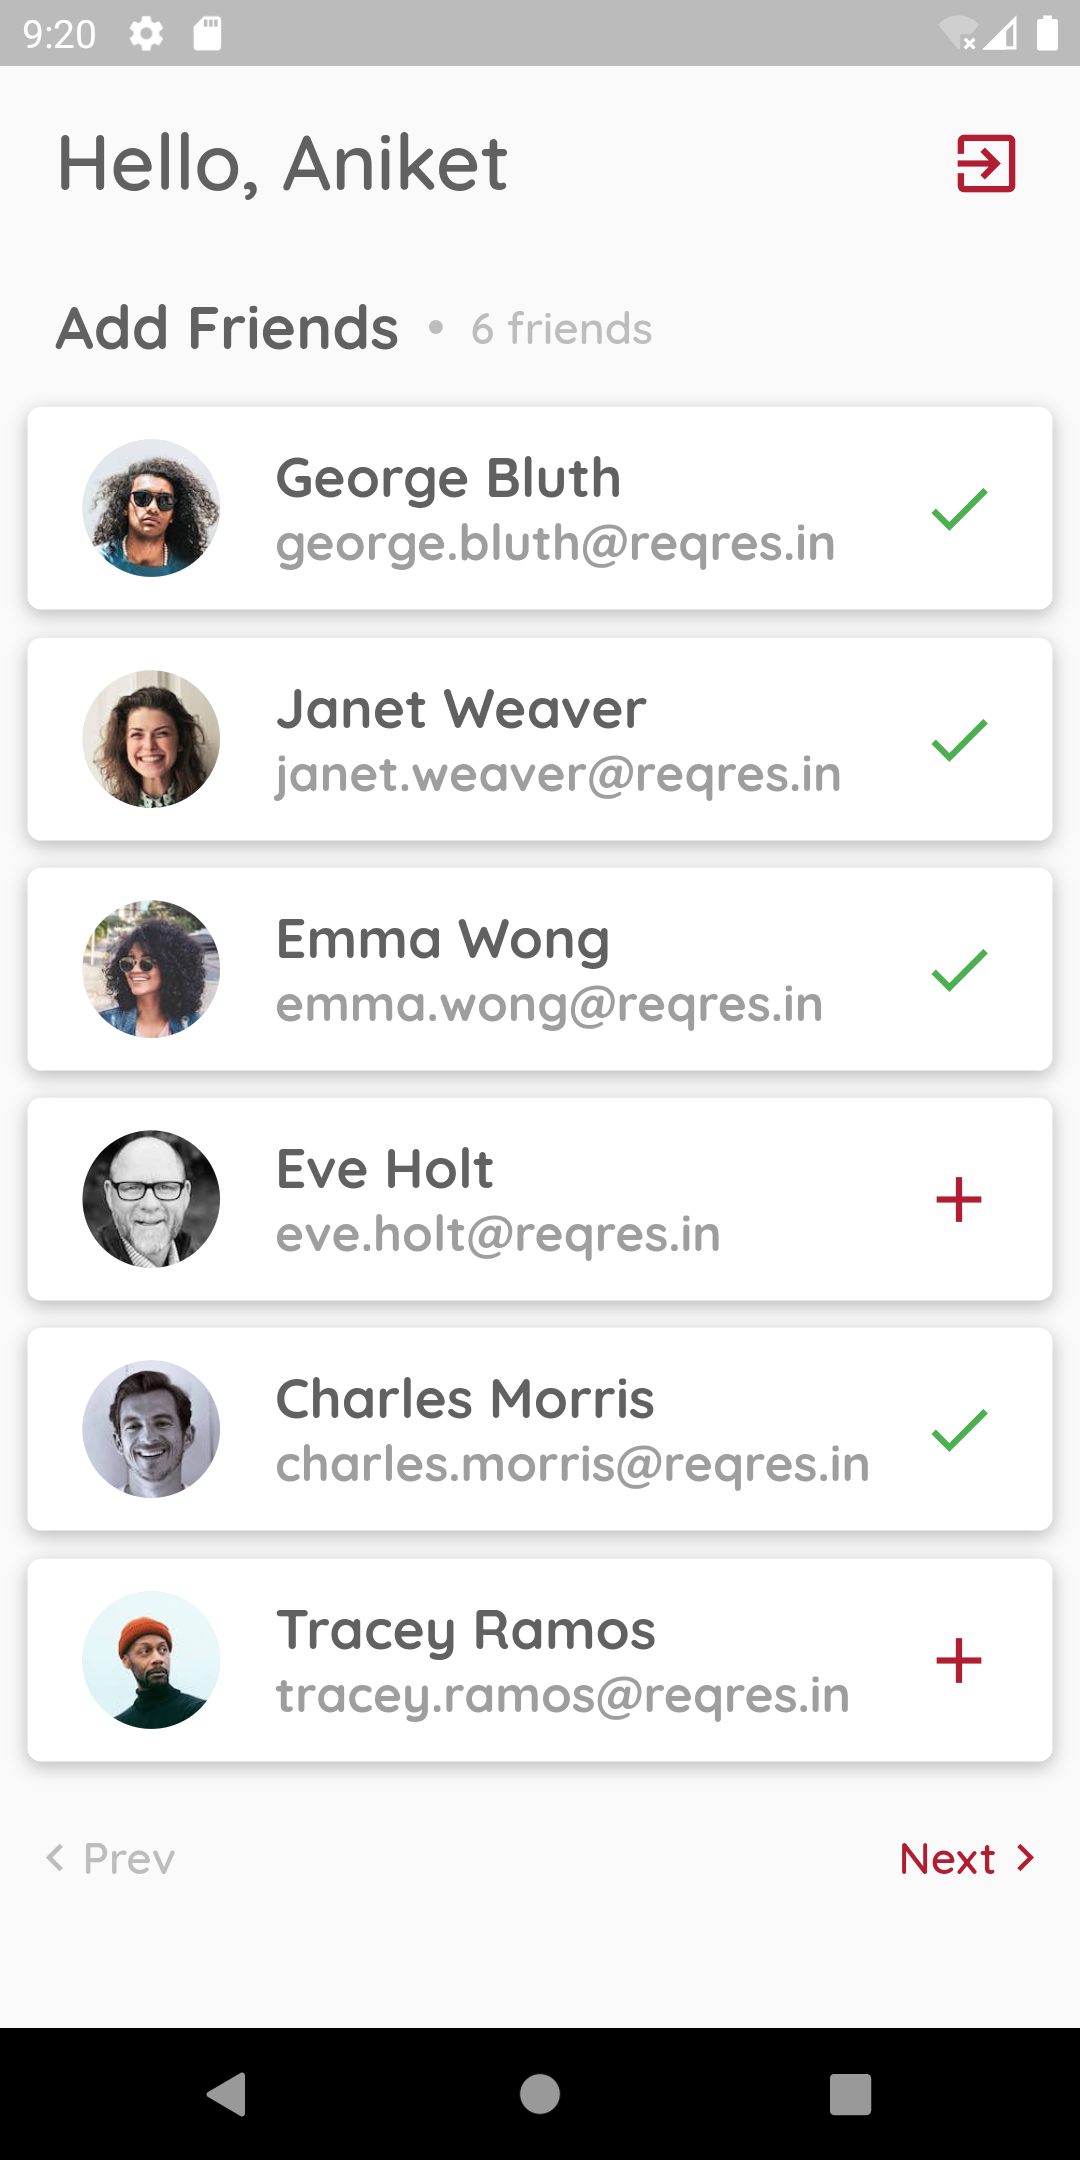 9:20
Hello, Aniket
Add Friends • 6 friends
George Bluth
george.bluth@reqres.in
Janet Weaver
janet.weaver@reqres.in
Emma Wong
emma.wong@reqres.in
Eve Holt
eve.holt@reqres.in
Charles Morris
charles.morris@reqres.in
Tracey Ramos
tracey.ramos@reqres.in
Prev
Next